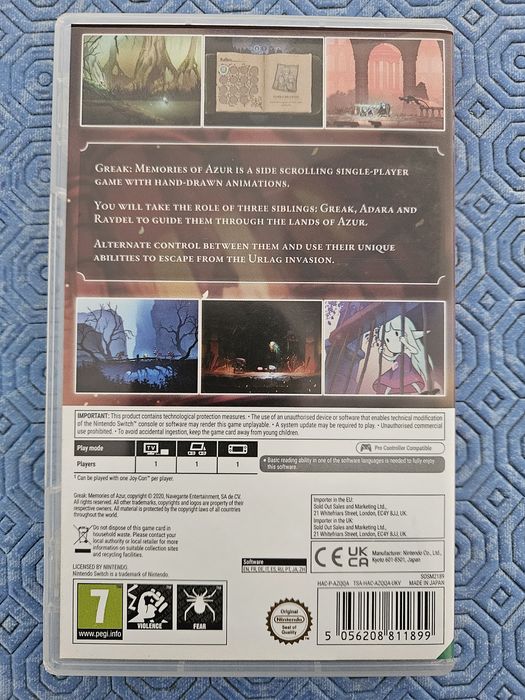 GREAK: MEMORIES OF AZUR IS A SIDE SCROLLING SINGLE-PLAYER
GAME WITH HAND-DRAWN ANIMATIONS.
YOU WILL TAKE THE ROLE OF THREE SIBLINGS: GREAK, ADARA AND
RAYDEL TO GUIDE THEM THROUGH THE LANDS OF AZUR.
ALTERNATE CONTROL BETWEEN THEM AND USE THEIR UNIQUE
ABILITIES TO ESCAPE FROM THE URLAG INVASION.
IMPORTANT: This product contains technological protection measures. • The use of an unauthorised device or software that enables technical modification
of the Nintendo Switch™ console or software may render this game unplayable. • A system update may be required to play. • Unauthorised commercial
use prohibited. • To avoid accidental ingestion, keep the game card away from young children.
Play mode
TV
Pro Controller Compatible
Players 1 1 1
• Basic reading ability in one of the software languages is needed to fully enjoy
this software.
* Can be played with one Joy-Con™ per player.
Greak: Memories of Azur, copyright © 2020, Navegante Entertainment, SA de CV.
All rights reserved. All other trademarks, copyrights and logos are property of their
respective owners. All material is protected by the copyright laws of all countries
throughout the world.
Importer in the EU:
Sold Out Sales and Marketing Ltd.,
21 Whitefriars Street, London, EC4Y 8JJ, UK.
Importer in the UK:
Sold Out Sales and Marketing Ltd.,
21 Whitefriars Street, London, EC4Y 8JJ, UK.
Do not dispose of this game card in
household waste. Please contact your
local authority or local retailer for more
information on suitable collection sites
and recycling facilities.
CE UK CA
Manufacturer: Nintendo Co., Ltd.,
Kyoto 601-8501, Japan
LICENSED BY NINTENDO.
Nintendo Switch is a trademark of Nintendo.
Software
EN, FR, DE, IT, ES, RU, PT, JA, ZH
SOSM2189
HAC-P-AZQQA TSA-HAC-AZQQA-UKV MADE IN JAPAN
7
www.pegi.info
VIOLENCE
FEAR
Original
Nintendo
Seal of
Quality
5 056208 811899